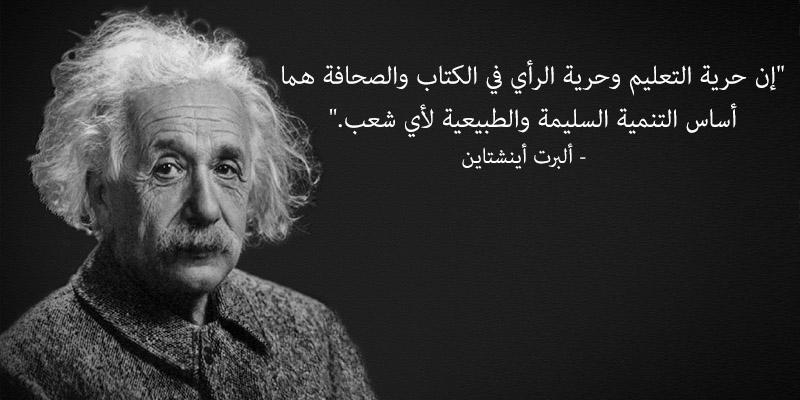 "إن حرية التعليم وحرية الرأي في الكتاب والصحافة هما
أساس التنمية السليمة والطبيعية لأي شعب."
- ألبرت أينشتاين